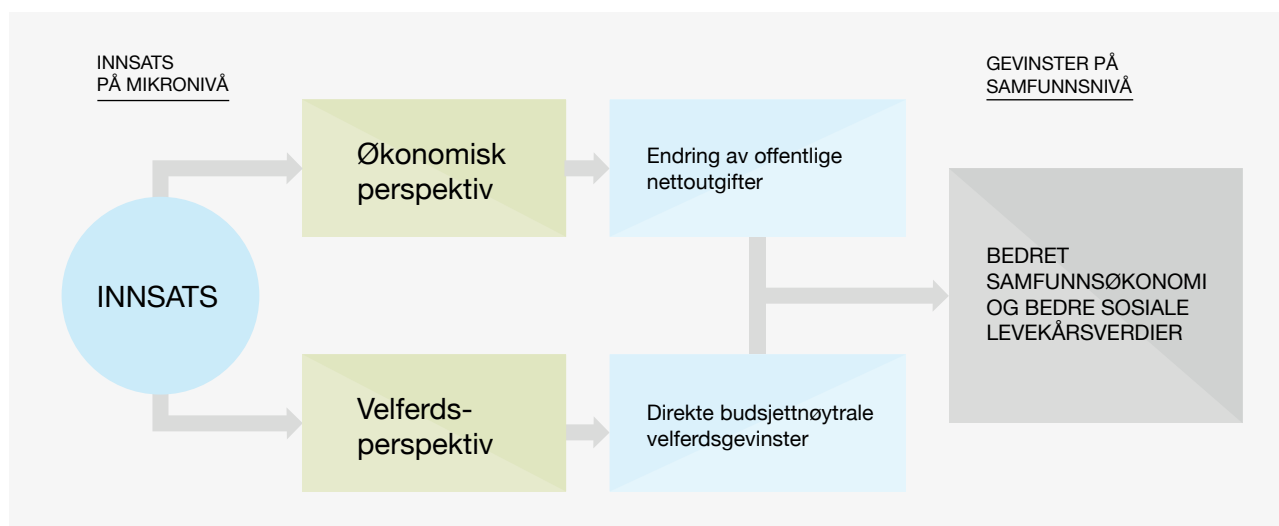 INNSATS
PÅ MIKRONIVÅ
GEVINSTER PÅ
SAMFUNNSNIVÅ
Økonomisk
perspektiv
Endring av offentlige
nettoutgifter
INNSATS
BEDRET
SAMFUNNSØKONOMI
OG BEDRE SOSIALE
LEVEKÅRSVERDIER
Velferds-
perspektiv
Direkte budsjettnøytrale
velferdsgevinster